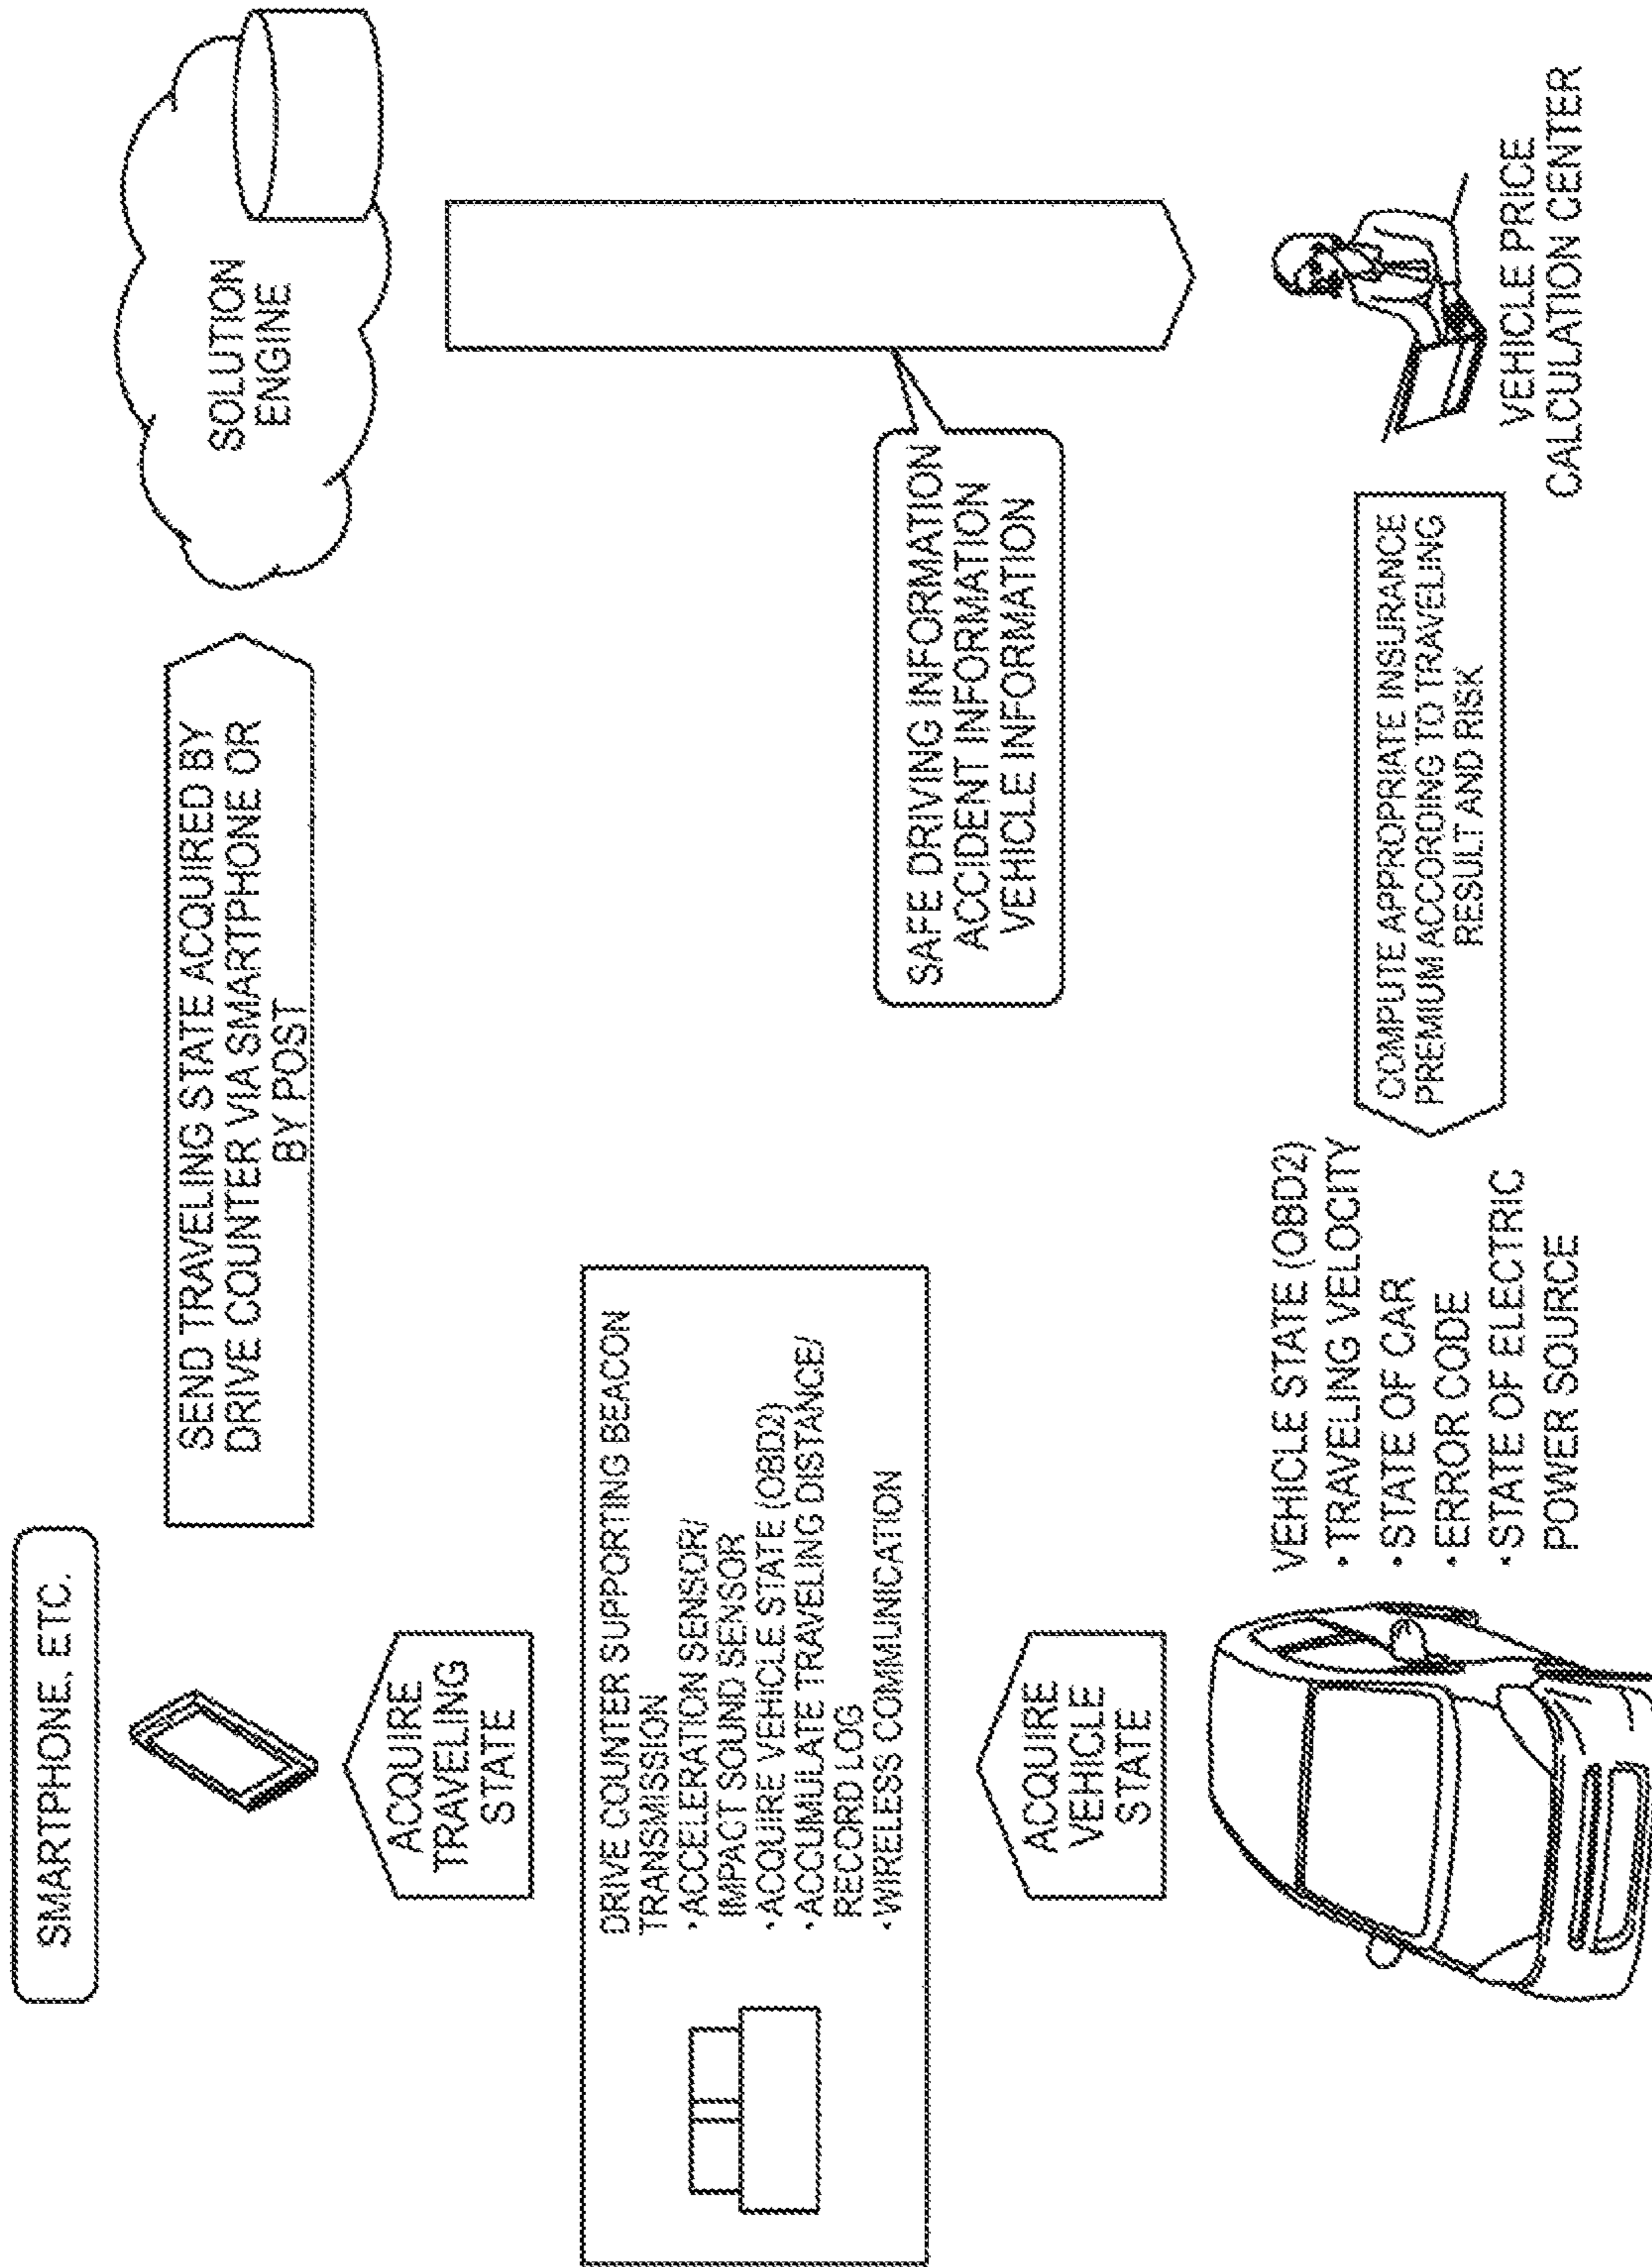 SMARTPHONE, ETC.
ACQUIRE
TRAVELING
STATE
DRIVE COUNTER SUPPORTING BEACON
TRANSMISSION
・ACCELERATION SENSOR/
IMPACT SOUND SENSOR
・ACQUIRE VEHICLE STATE (OBD2)
・ACCUMULATE TRAVELING DISTANCE/
RECORD LOG
・WIRELESS COMMUNICATION
ACQUIRE
VEHICLE
STATE
VEHICLE STATE (OBD2)
・TRAVELING VELOCITY
・STATE OF CAR
・ERROR CODE
・STATE OF ELECTRIC
POWER SOURCE
SEND TRAVELING STATE ACQUIRED BY
DRIVE COUNTER VIA SMARTPHONE OR
BY POST
SOLUTION
ENGINE
SAFE DRIVING INFORMATION
ACCIDENT INFORMATION
VEHICLE INFORMATION
COMPUTE APPROPRIATE INSURANCE
PREMIUM ACCORDING TO TRAVELING
RESULT AND RISK
VEHICLE PRICE
CALCULATION CENTER